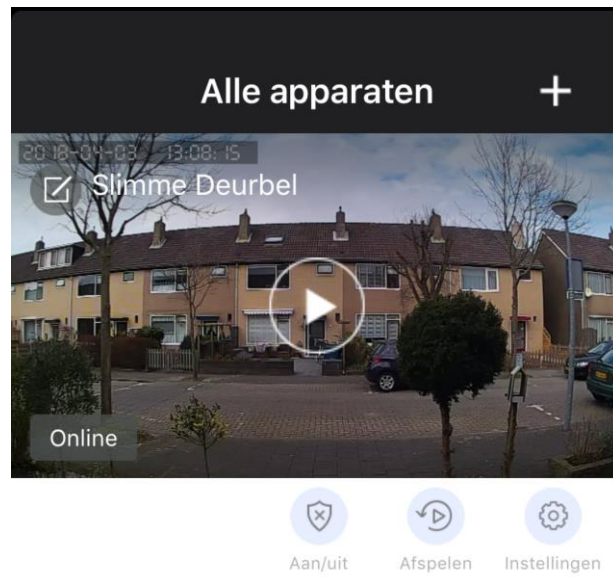 Alle apparaten
2018-04-03 13:08:15
Slimme Deurbel
Online
Aan/uit Afspelen Instellingen